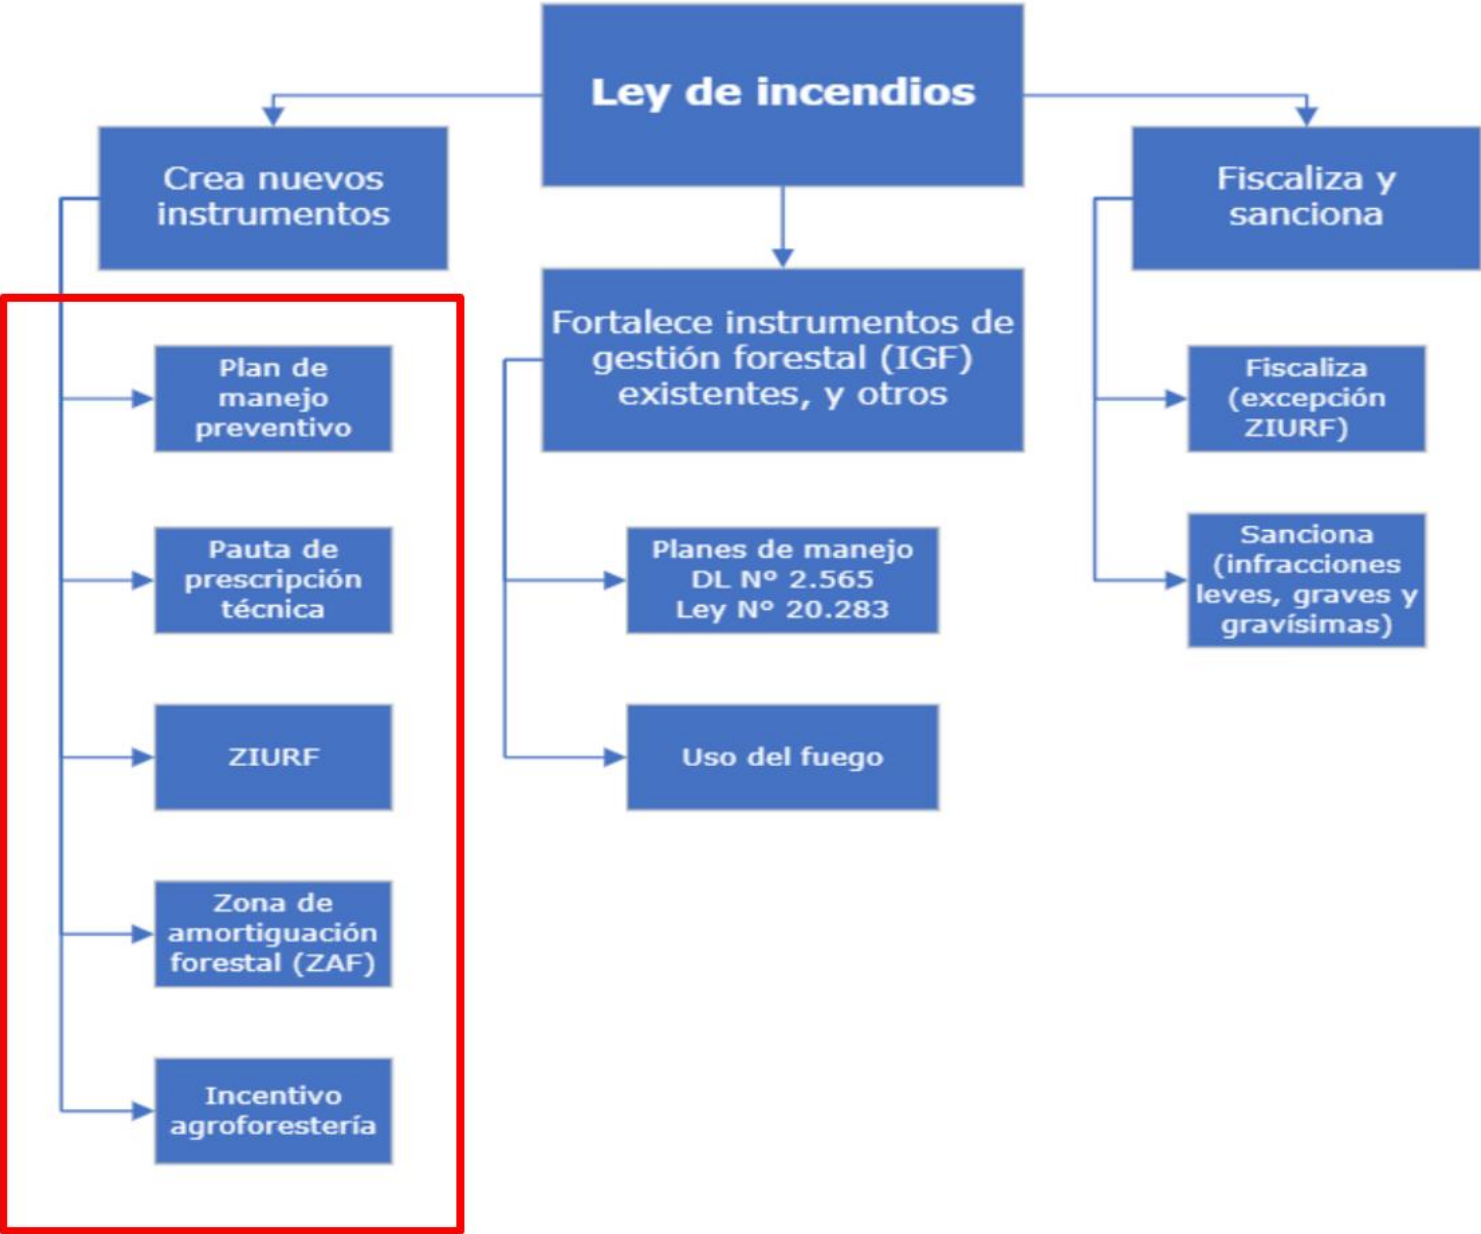 Ley de incendios
Crea nuevos
instrumentos
Plan de
manejo
preventivo
Pauta de
prescripción
técnica
ZIURF
Zona de
amortiguación
forestal (ZAF)
Incentivo
agroforestería
Fortalece instrumentos de
gestión forestal (IGF)
existentes, y otros
Planes de manejo
DL Nº 2.565
Ley Nº 20.283
Uso del fuego
Fiscaliza y
sanciona
Fiscaliza
(excepción
ZIURF)
Sanciona
(infracciones
leves, graves y
gravísimas)